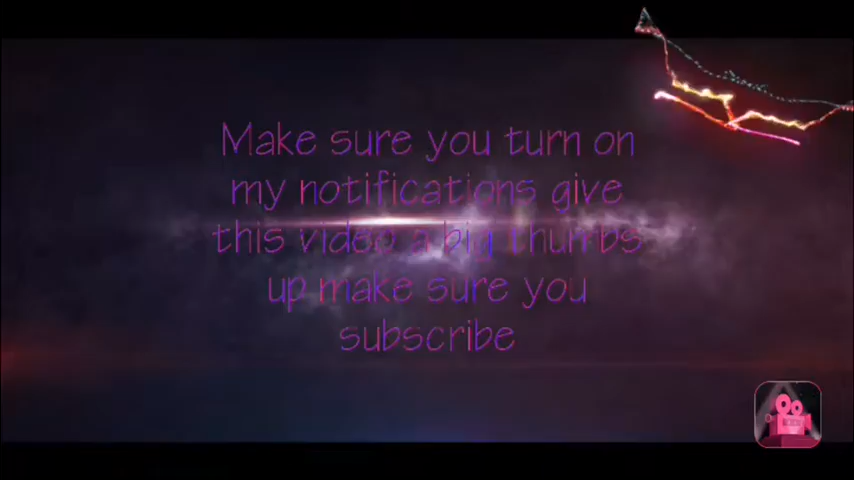 Make sure you turn on
my notifications give
this video a big thumbs
up make sure you
subscribe